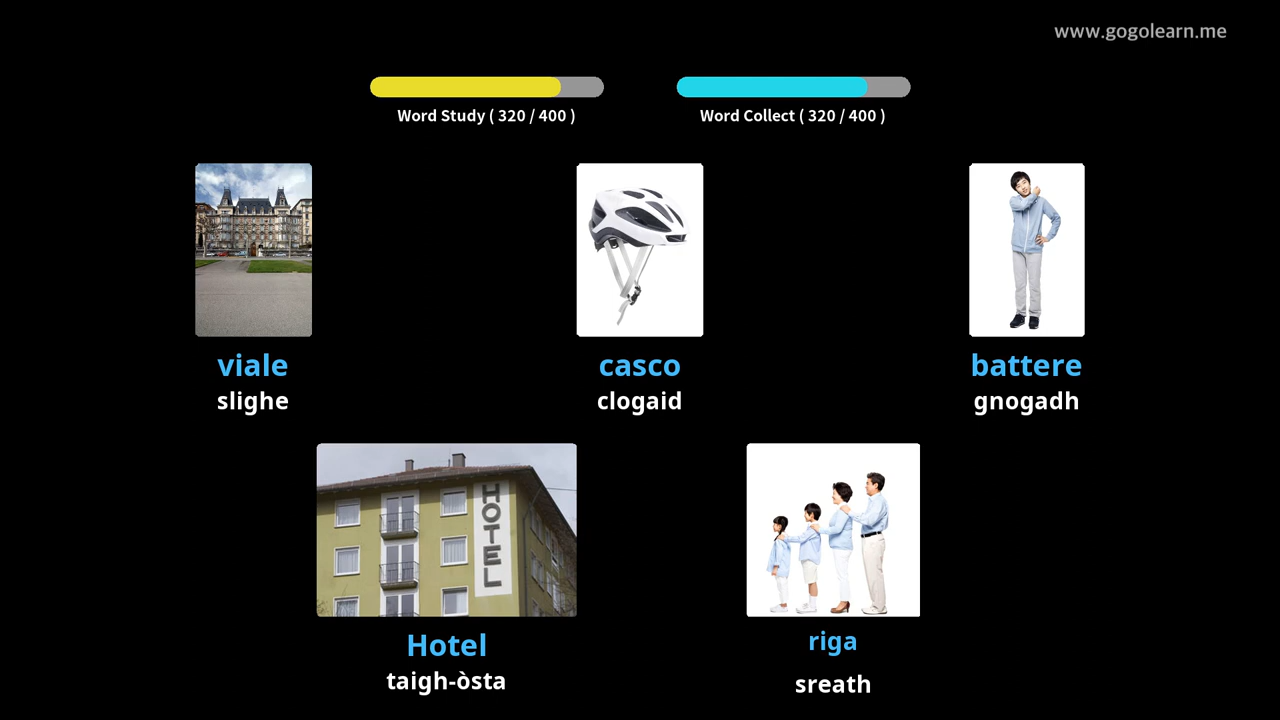 www.gogolearn.me
Word Study ( 320 / 400 )
Word Collect ( 320 / 400 )
viale
slighe
casco
clogaid
battere
gnogadh
HOTEL
Hotel
taigh-òsta
riga
sreath